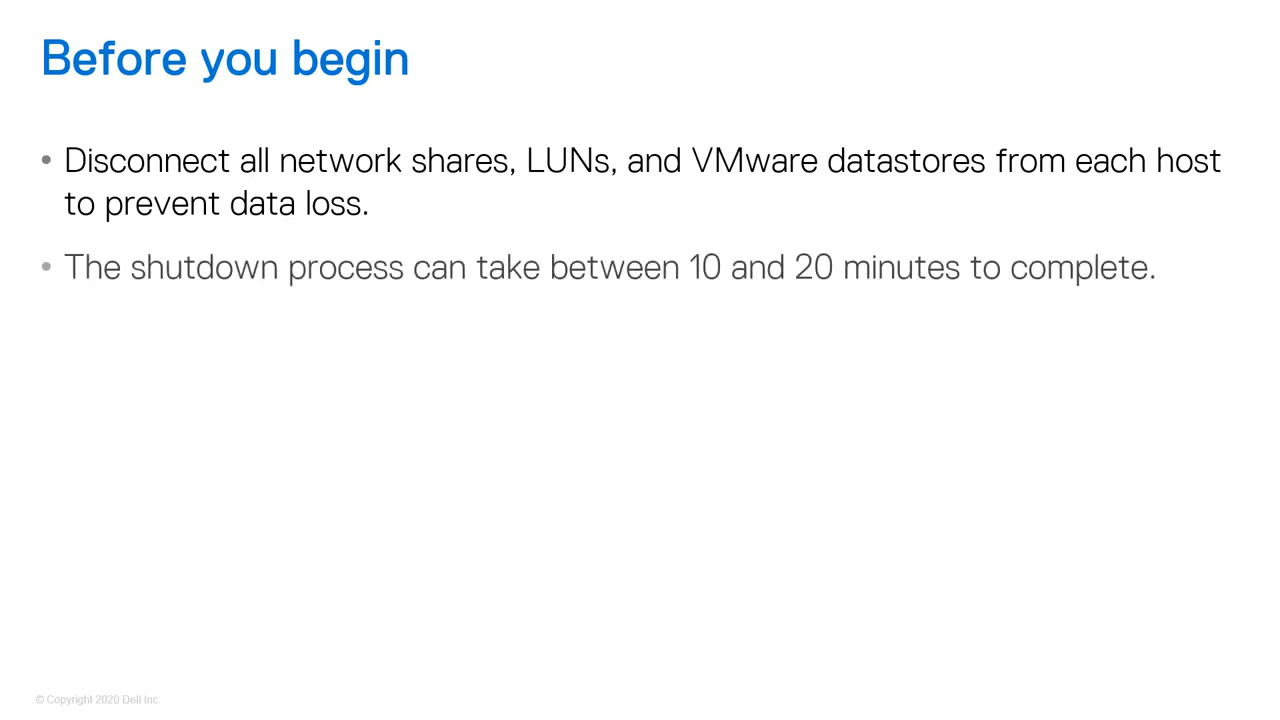 Before you begin
• Disconnect all network shares, LUNs, and VMware datastores from each host
to prevent data loss.
• The shutdown process can take between 10 and 20 minutes to complete.
© Copyright 2020 Dell Inc.